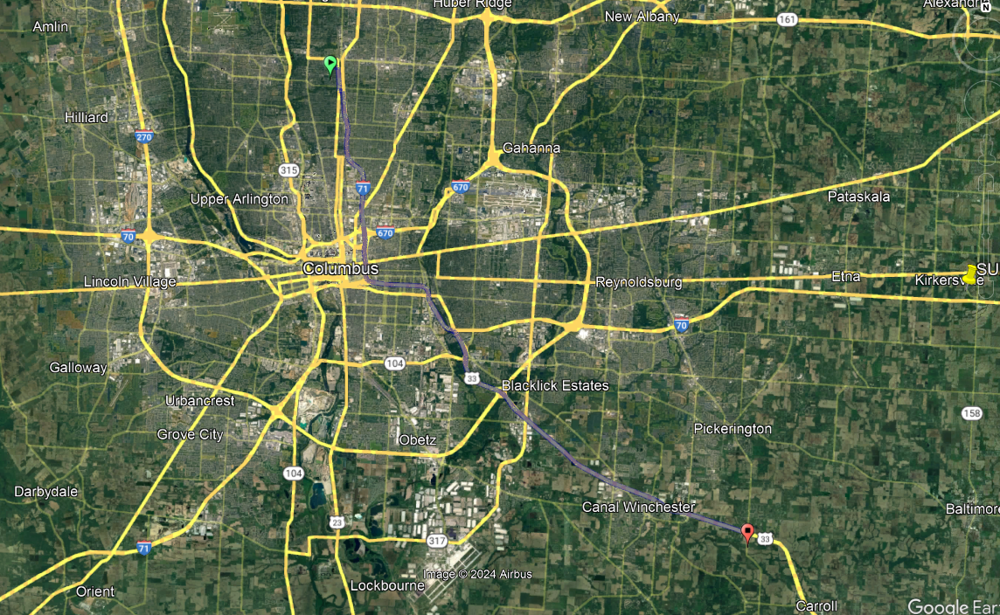 Huber Ridge
Alexandri
N
Amlin
New Albany
161
Hilliard
270
Gahanna
315
Upper Arlington
71
670
Pataskala
70
670
Columbus
SU
Lincoln Village
Reynoldsburg
Etna
Kirkersv e
70
Galloway
104
33
Blacklick Estates
Urbancrest
158
Grove City
Obetz
Pickerington
104
Darbydale
Canal Winchester
Baltimore
23
317
33
71
Image © 2024 Airbus
Lockbourne
Orient
Carroll
Google Ear